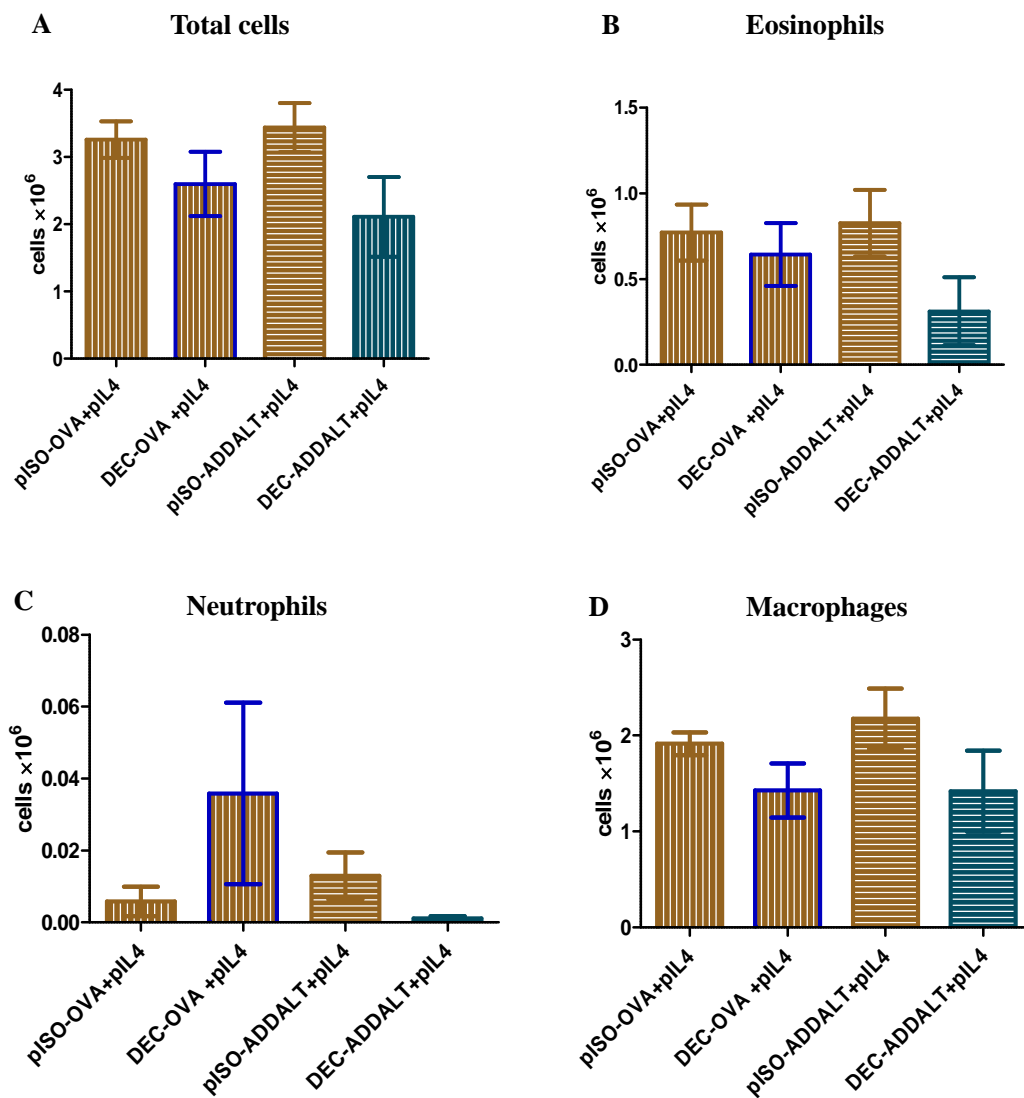 A Total cells
cells ×10⁶
4
3
2
1
0
pISO-OVA+pIL4
DEC-OVA +pIL4
pISO-ADDALT+pIL4
DEC-ADDALT+pIL4
B Eosinophils
cells ×10⁶
1.5
1.0
0.5
0.0
pISO-OVA+pIL4
DEC-OVA +pIL4
pISO-ADDALT+pIL4
DEC-ADDALT+pIL4
C Neutrophils
cells ×10⁶
0.08
0.06
0.04
0.02
0.00
pISO-OVA+pIL4
DEC-OVA +pIL4
pISO-ADDALT+pIL4
DEC-ADDALT+pIL4
D Macrophages
cells ×10⁶
3
2
1
0
pISO-OVA+pIL4
DEC-OVA +pIL4
pISO-ADDALT+pIL4
DEC-ADDALT+pIL4